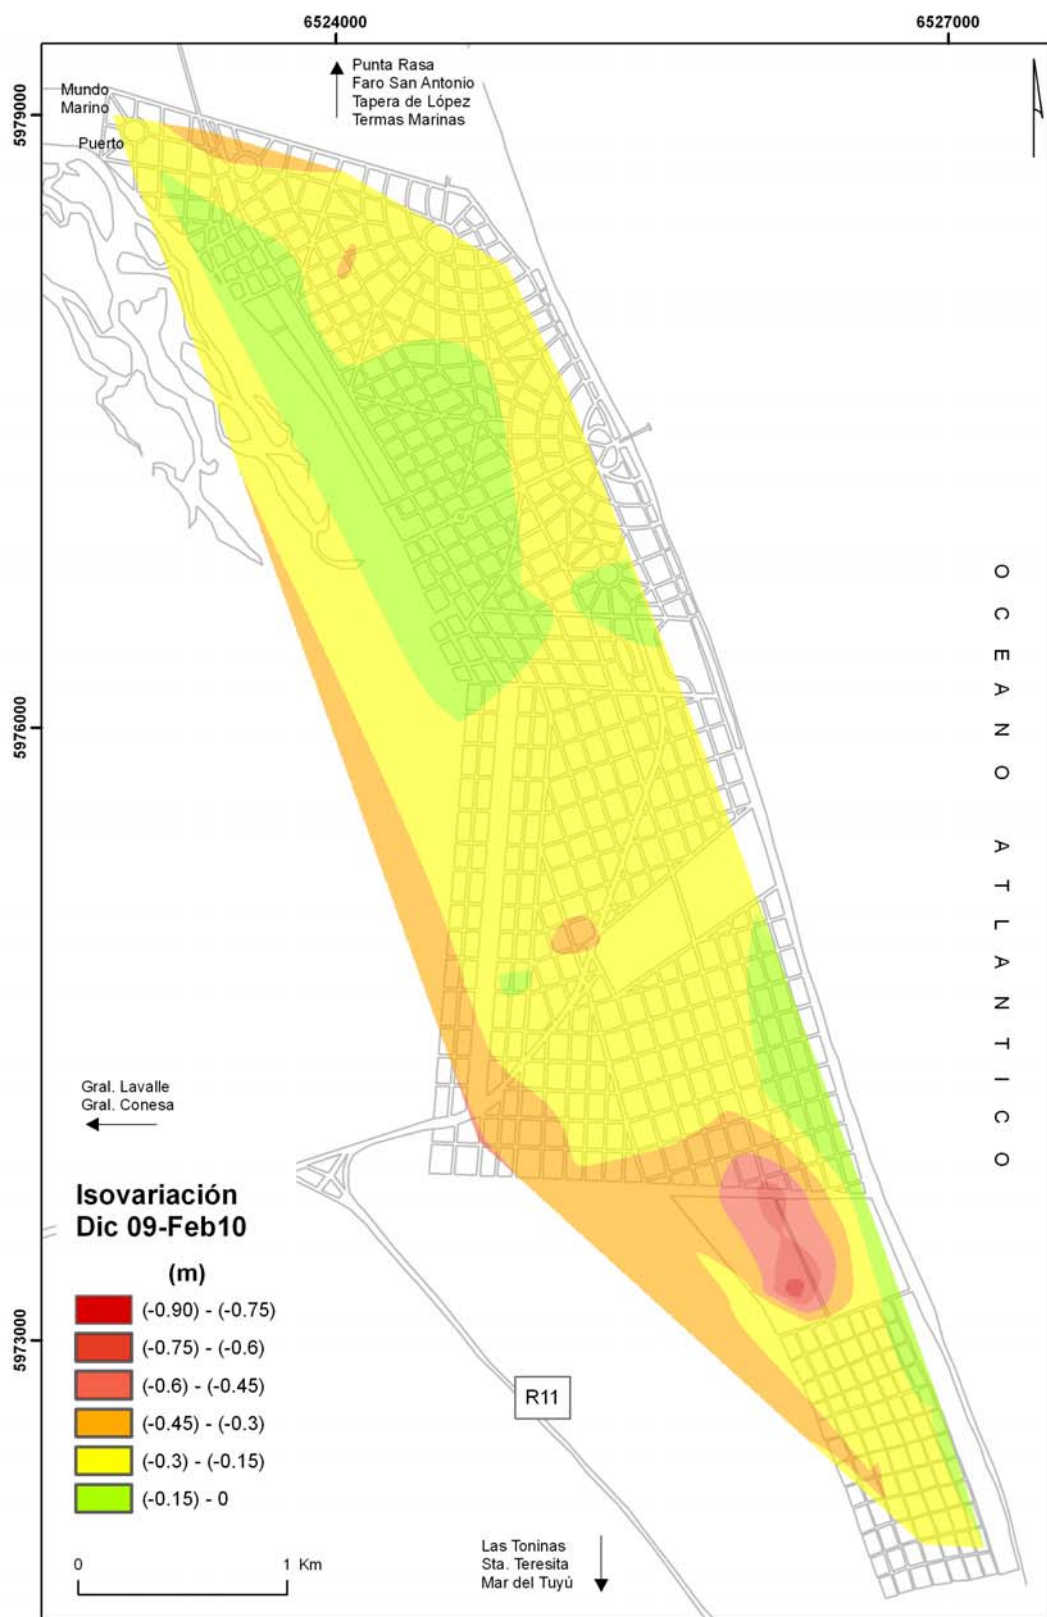 6524000
6527000
5979000
5976000
5973000
Punta Rasa
Faro San Antonio
Tapera de López
Termas Marinas
Mundo
Marino
Puerto
OCEANO ATLANTICO
Gral. Lavalle
Gral. Conesa
Isovariación
Dic 09-Feb10
(m)
(-0.90) - (-0.75)
(-0.75) - (-0.6)
(-0.6) - (-0.45)
(-0.45) - (-0.3)
(-0.3) - (-0.15)
(-0.15) - 0
R11
0 1 Km
Las Toninas
Sta. Teresita
Mar del Tuyú